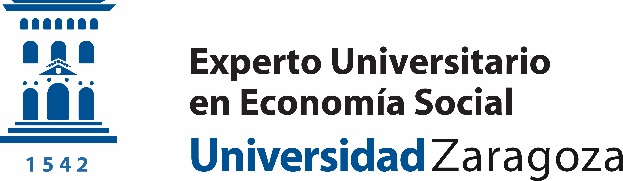 Experto Universitario
en Economía Social
Universidad Zaragoza
1542